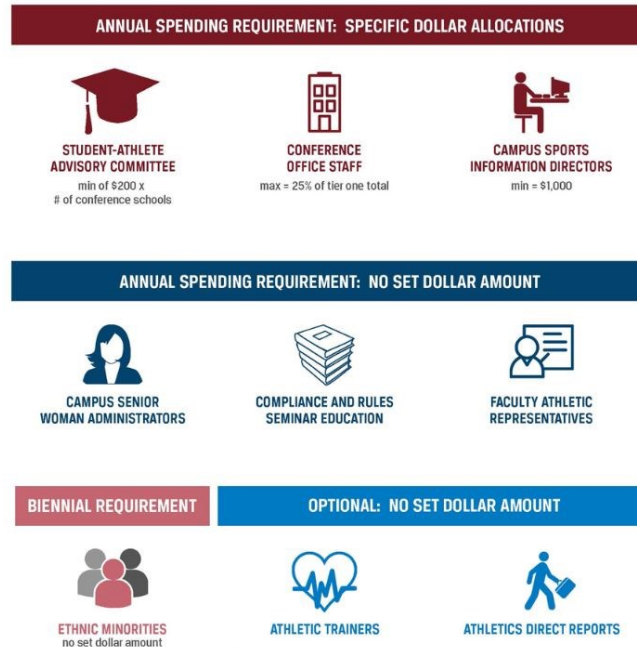 ANNUAL SPENDING REQUIREMENT: SPECIFIC DOLLAR ALLOCATIONS
STUDENT-ATHLETE
ADVISORY COMMITTEE
min of $200 x
# of conference schools
CONFERENCE
OFFICE STAFF
max = 25% of tier one total
CAMPUS SPORTS
INFORMATION DIRECTORS
min = $1,000
ANNUAL SPENDING REQUIREMENT: NO SET DOLLAR AMOUNT
CAMPUS SENIOR
WOMAN ADMINISTRATORS
COMPLIANCE AND RULES
SEMINAR EDUCATION
FACULTY ATHLETIC
REPRESENTATIVES
BIENNIAL REQUIREMENT
ETHNIC MINORITIES
no set dollar amount
OPTIONAL: NO SET DOLLAR AMOUNT
ATHLETIC TRAINERS
ATHLETICS DIRECT REPORTS